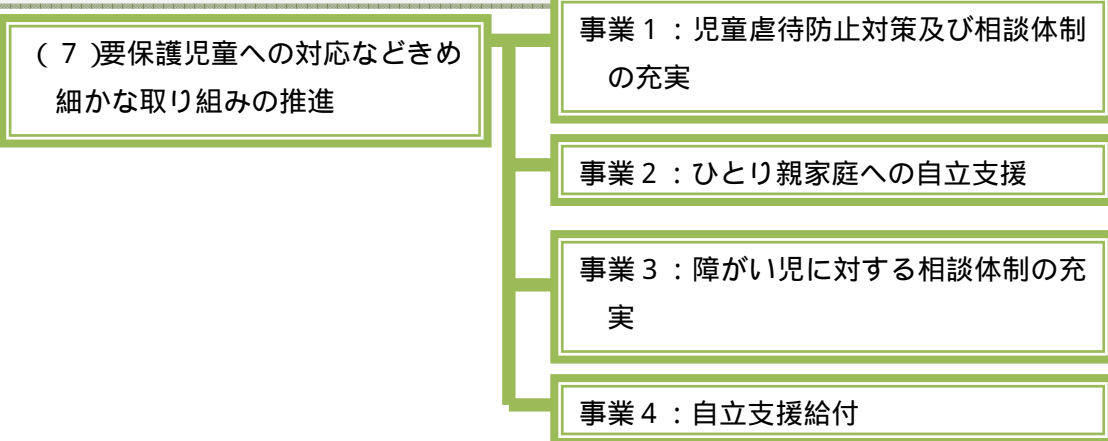 (７)要保護児童への対応などきめ
細かな取り組みの推進
事業１：児童虐待防止対策及び相談体制
の充実
事業２：ひとり親家庭への自立支援
事業３：障がい児に対する相談体制の充
実
事業４：自立支援給付